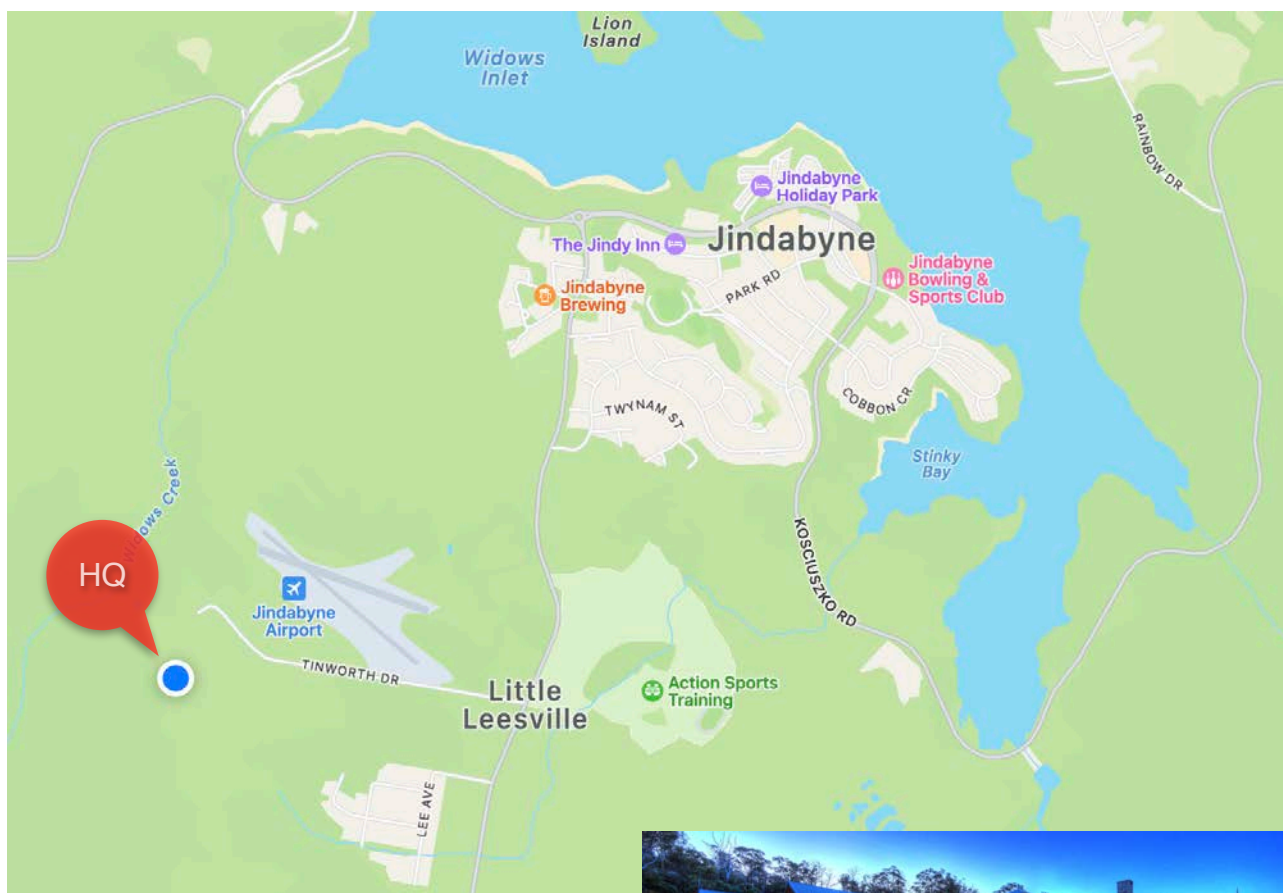 Lion
Island
Widows
Inlet
RAINBOW DR
Jindabyne
Holiday Park
The Jindy Inn
Jindabyne
Jindabyne
Bowling &
Sports Club
PARK RD
Jindabyne
Brewing
TWYNAM ST
COBBON CR
Stinky
Bay
Widows Creek
KOSCIUSZKO RD
HQ
Jindabyne
Airport
TINWORTH DR
Little
Leesville
Action Sports
Training
LEE AVE